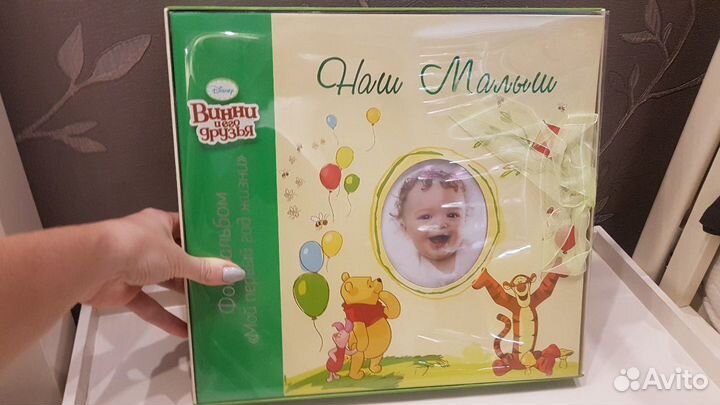 Наш Малыш
Disney
Винни
и его
друзья
Фотоальбом
«Мой первый год жизни»
Avito